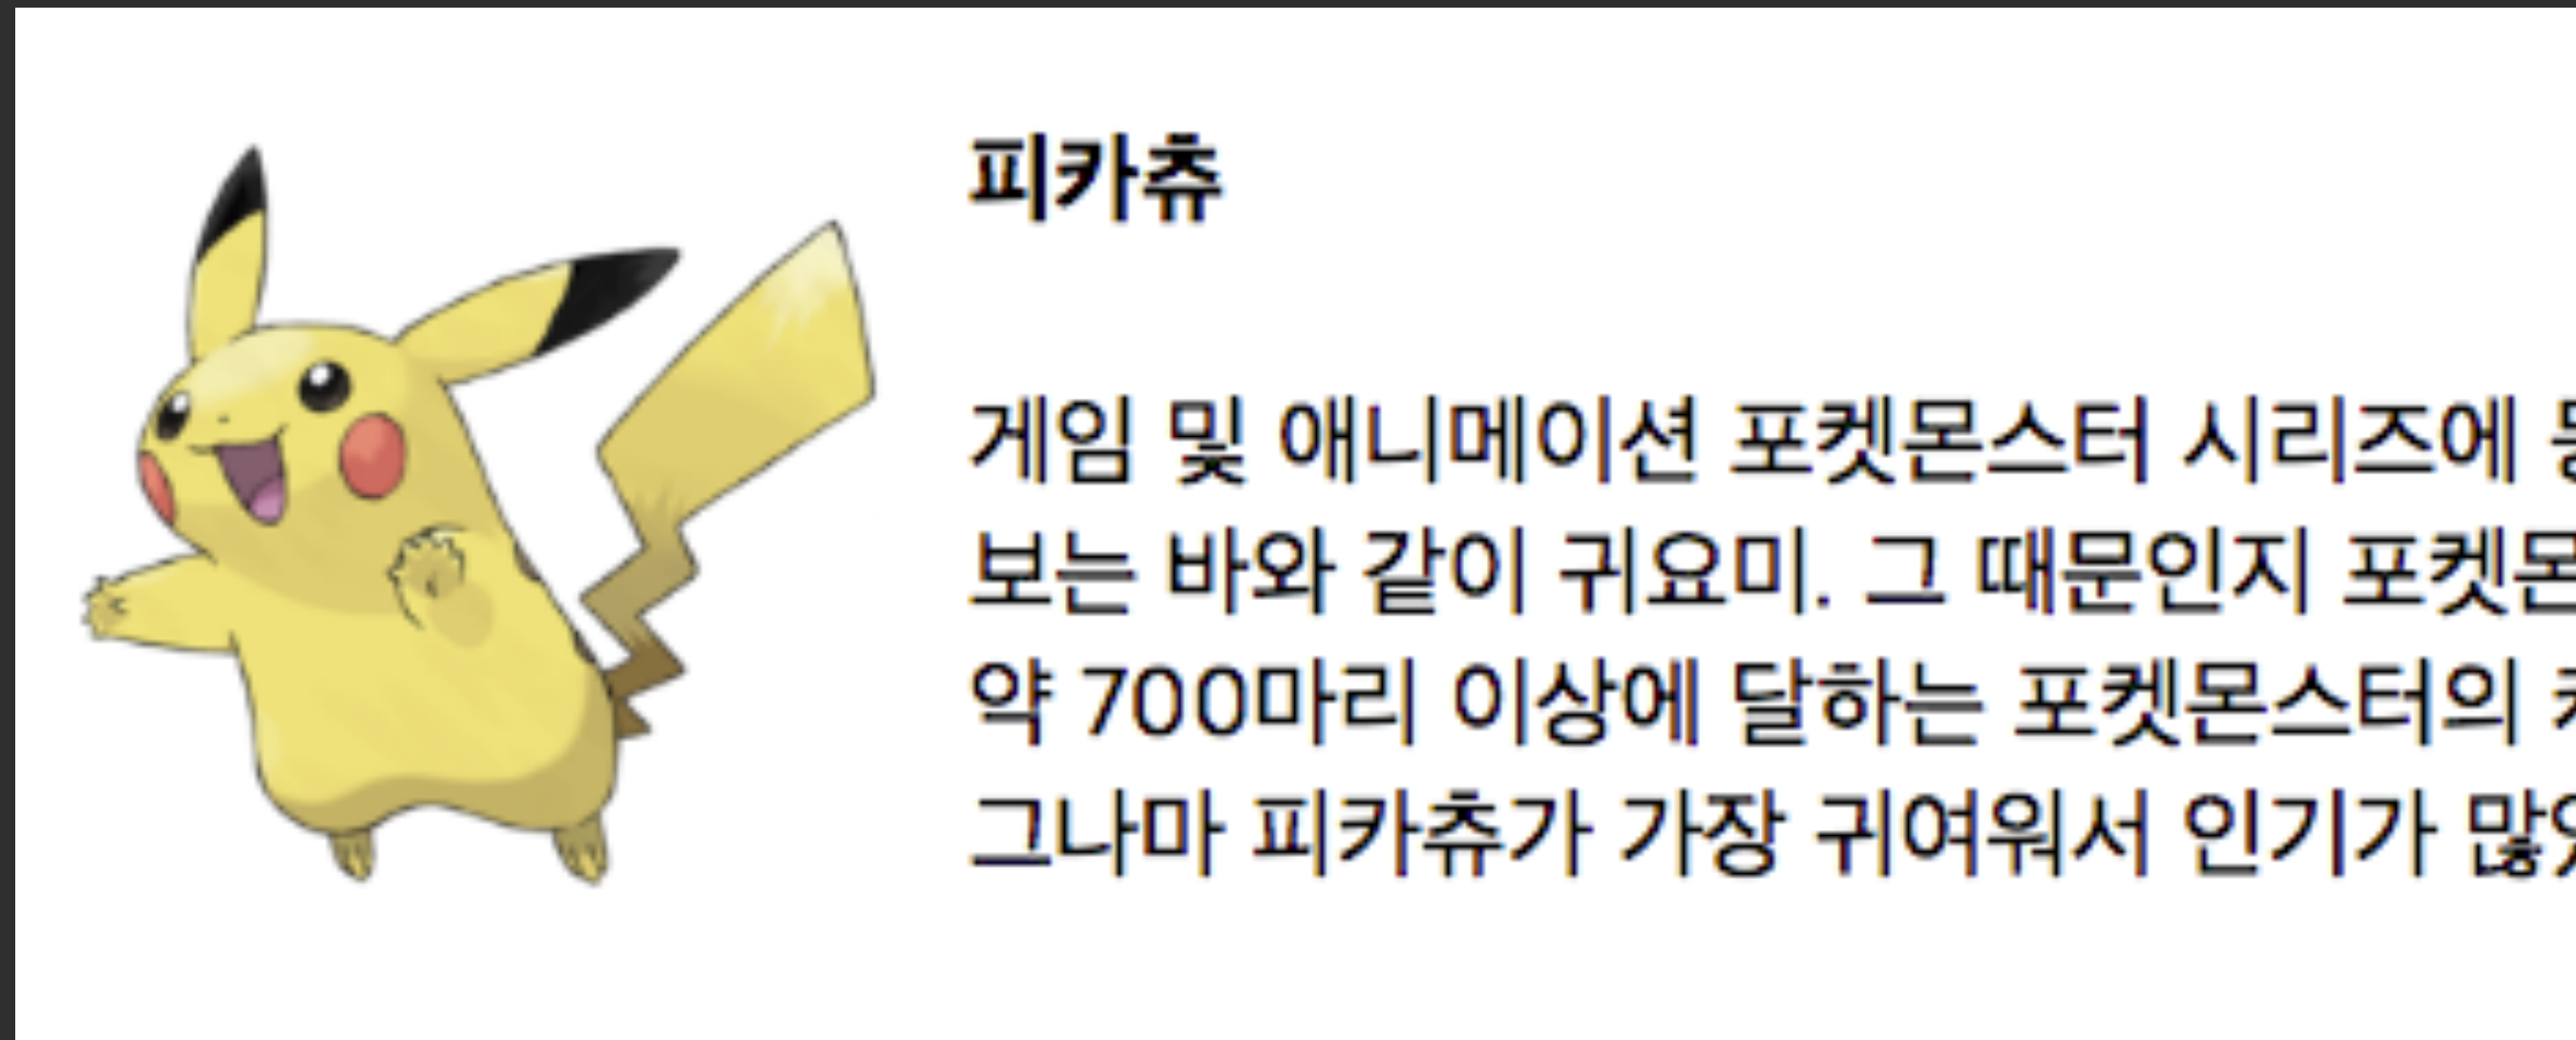 피카츄
게임 및 애니메이션 포켓몬스터 시리즈에
보는 바와 같이 귀요미. 그 때문인지 포켓몬
약 700마리 이상에 달하는 포켓몬스터의
그나마 피카츄가 가장 귀여워서 인기가